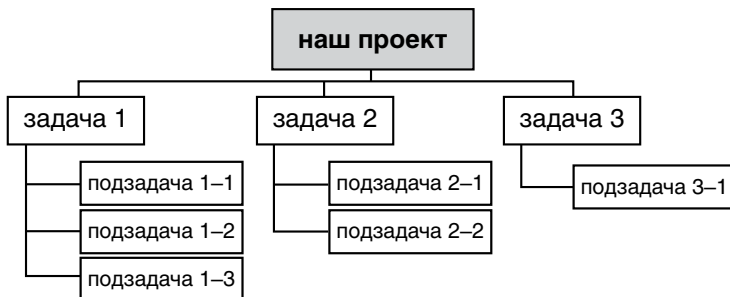 наш проект
задача 1
задача 2
задача 3
подзадача 1–1
подзадача 1–2
подзадача 1–3
подзадача 2–1
подзадача 2–2
подзадача 3–1